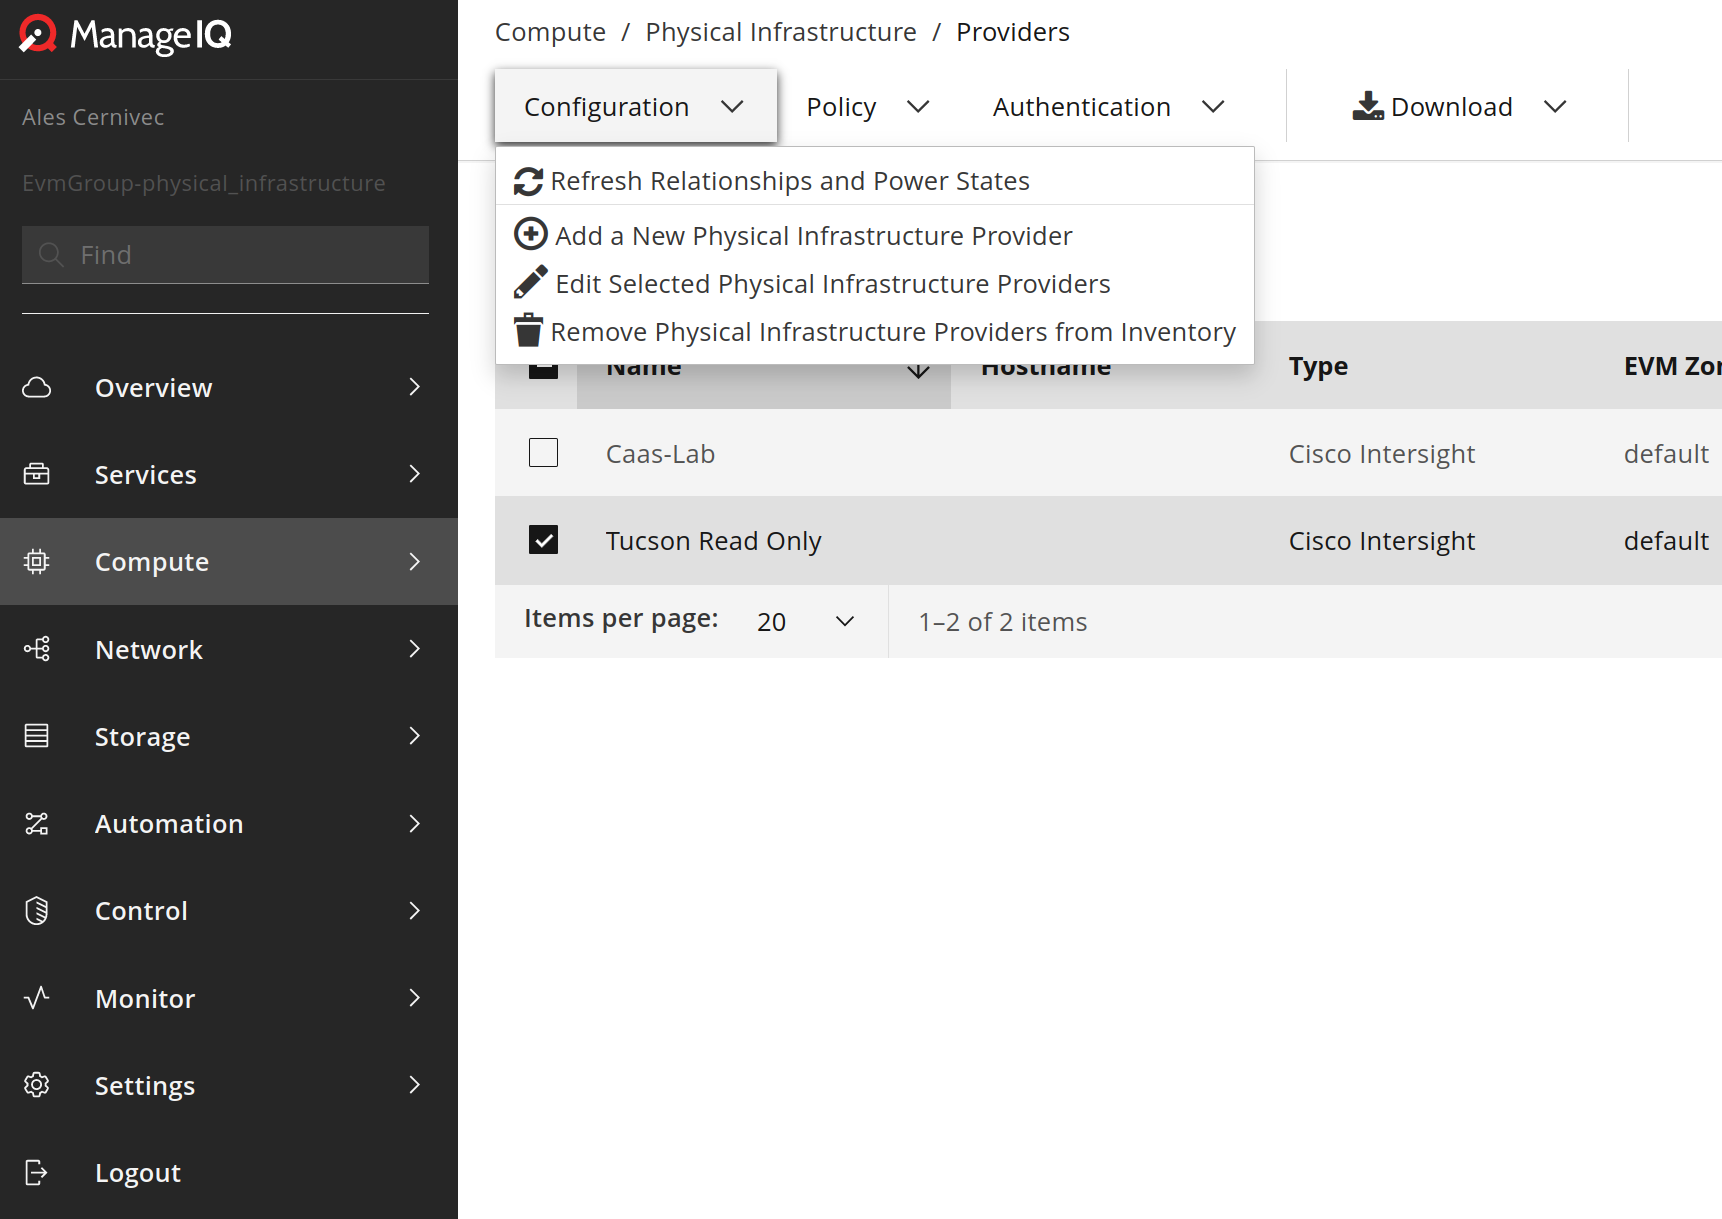 ManageIQ
Ales Cernivec
EvmGroup-physical_infrastructure
Find
Overview
Services
Compute
Network
Storage
Automation
Control
Monitor
Settings
Logout
Compute / Physical Infrastructure / Providers
Configuration Policy Authentication Download
Refresh Relationships and Power States
Add a New Physical Infrastructure Provider
Edit Selected Physical Infrastructure Providers
Remove Physical Infrastructure Providers from Inventory
Name Hostname Type EVM Zon
Caas-Lab Cisco Intersight default
Tucson Read Only Cisco Intersight default
Items per page: 20 1–2 of 2 items